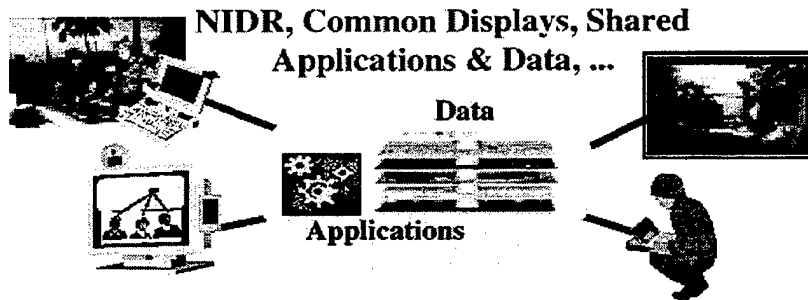 NIDR, Common Displays, Shared
Applications & Data, ...
Data
Applications